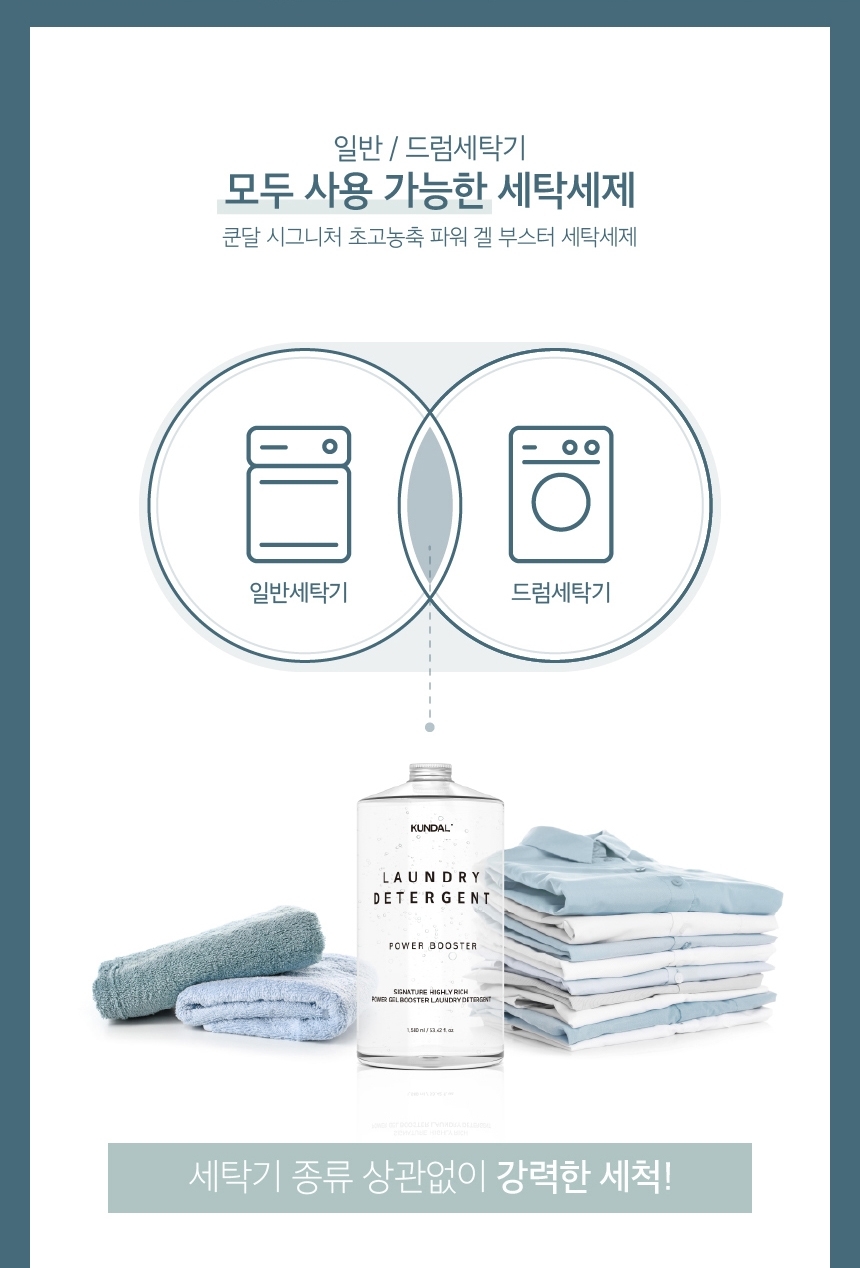 일반 / 드럼세탁기
모두 사용 가능한 세탁세제
쿤달 시그니처 초고농축 파워 겔 부스터 세탁세제
일반세탁기
드럼세탁기
KUNDAL
LAUNDRY
DETERGENT
POWER BOOSTER
SIGNATURE HIGHLY RICH
POWER GEL BOOSTER LAUNDRY DETERGENT
세탁기 종류 상관없이 강력한 세척!